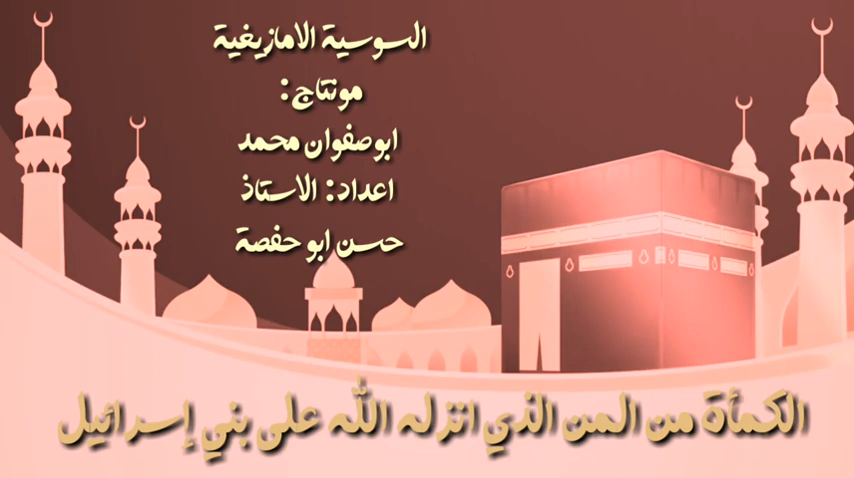 السوسية الامازيغية
مونتاج:
ابوصفوان محمد
اعداد: الاستاذ
حسن ابو حفصة
الكمأة من المن الذي انزله الله على بني إسرائيل